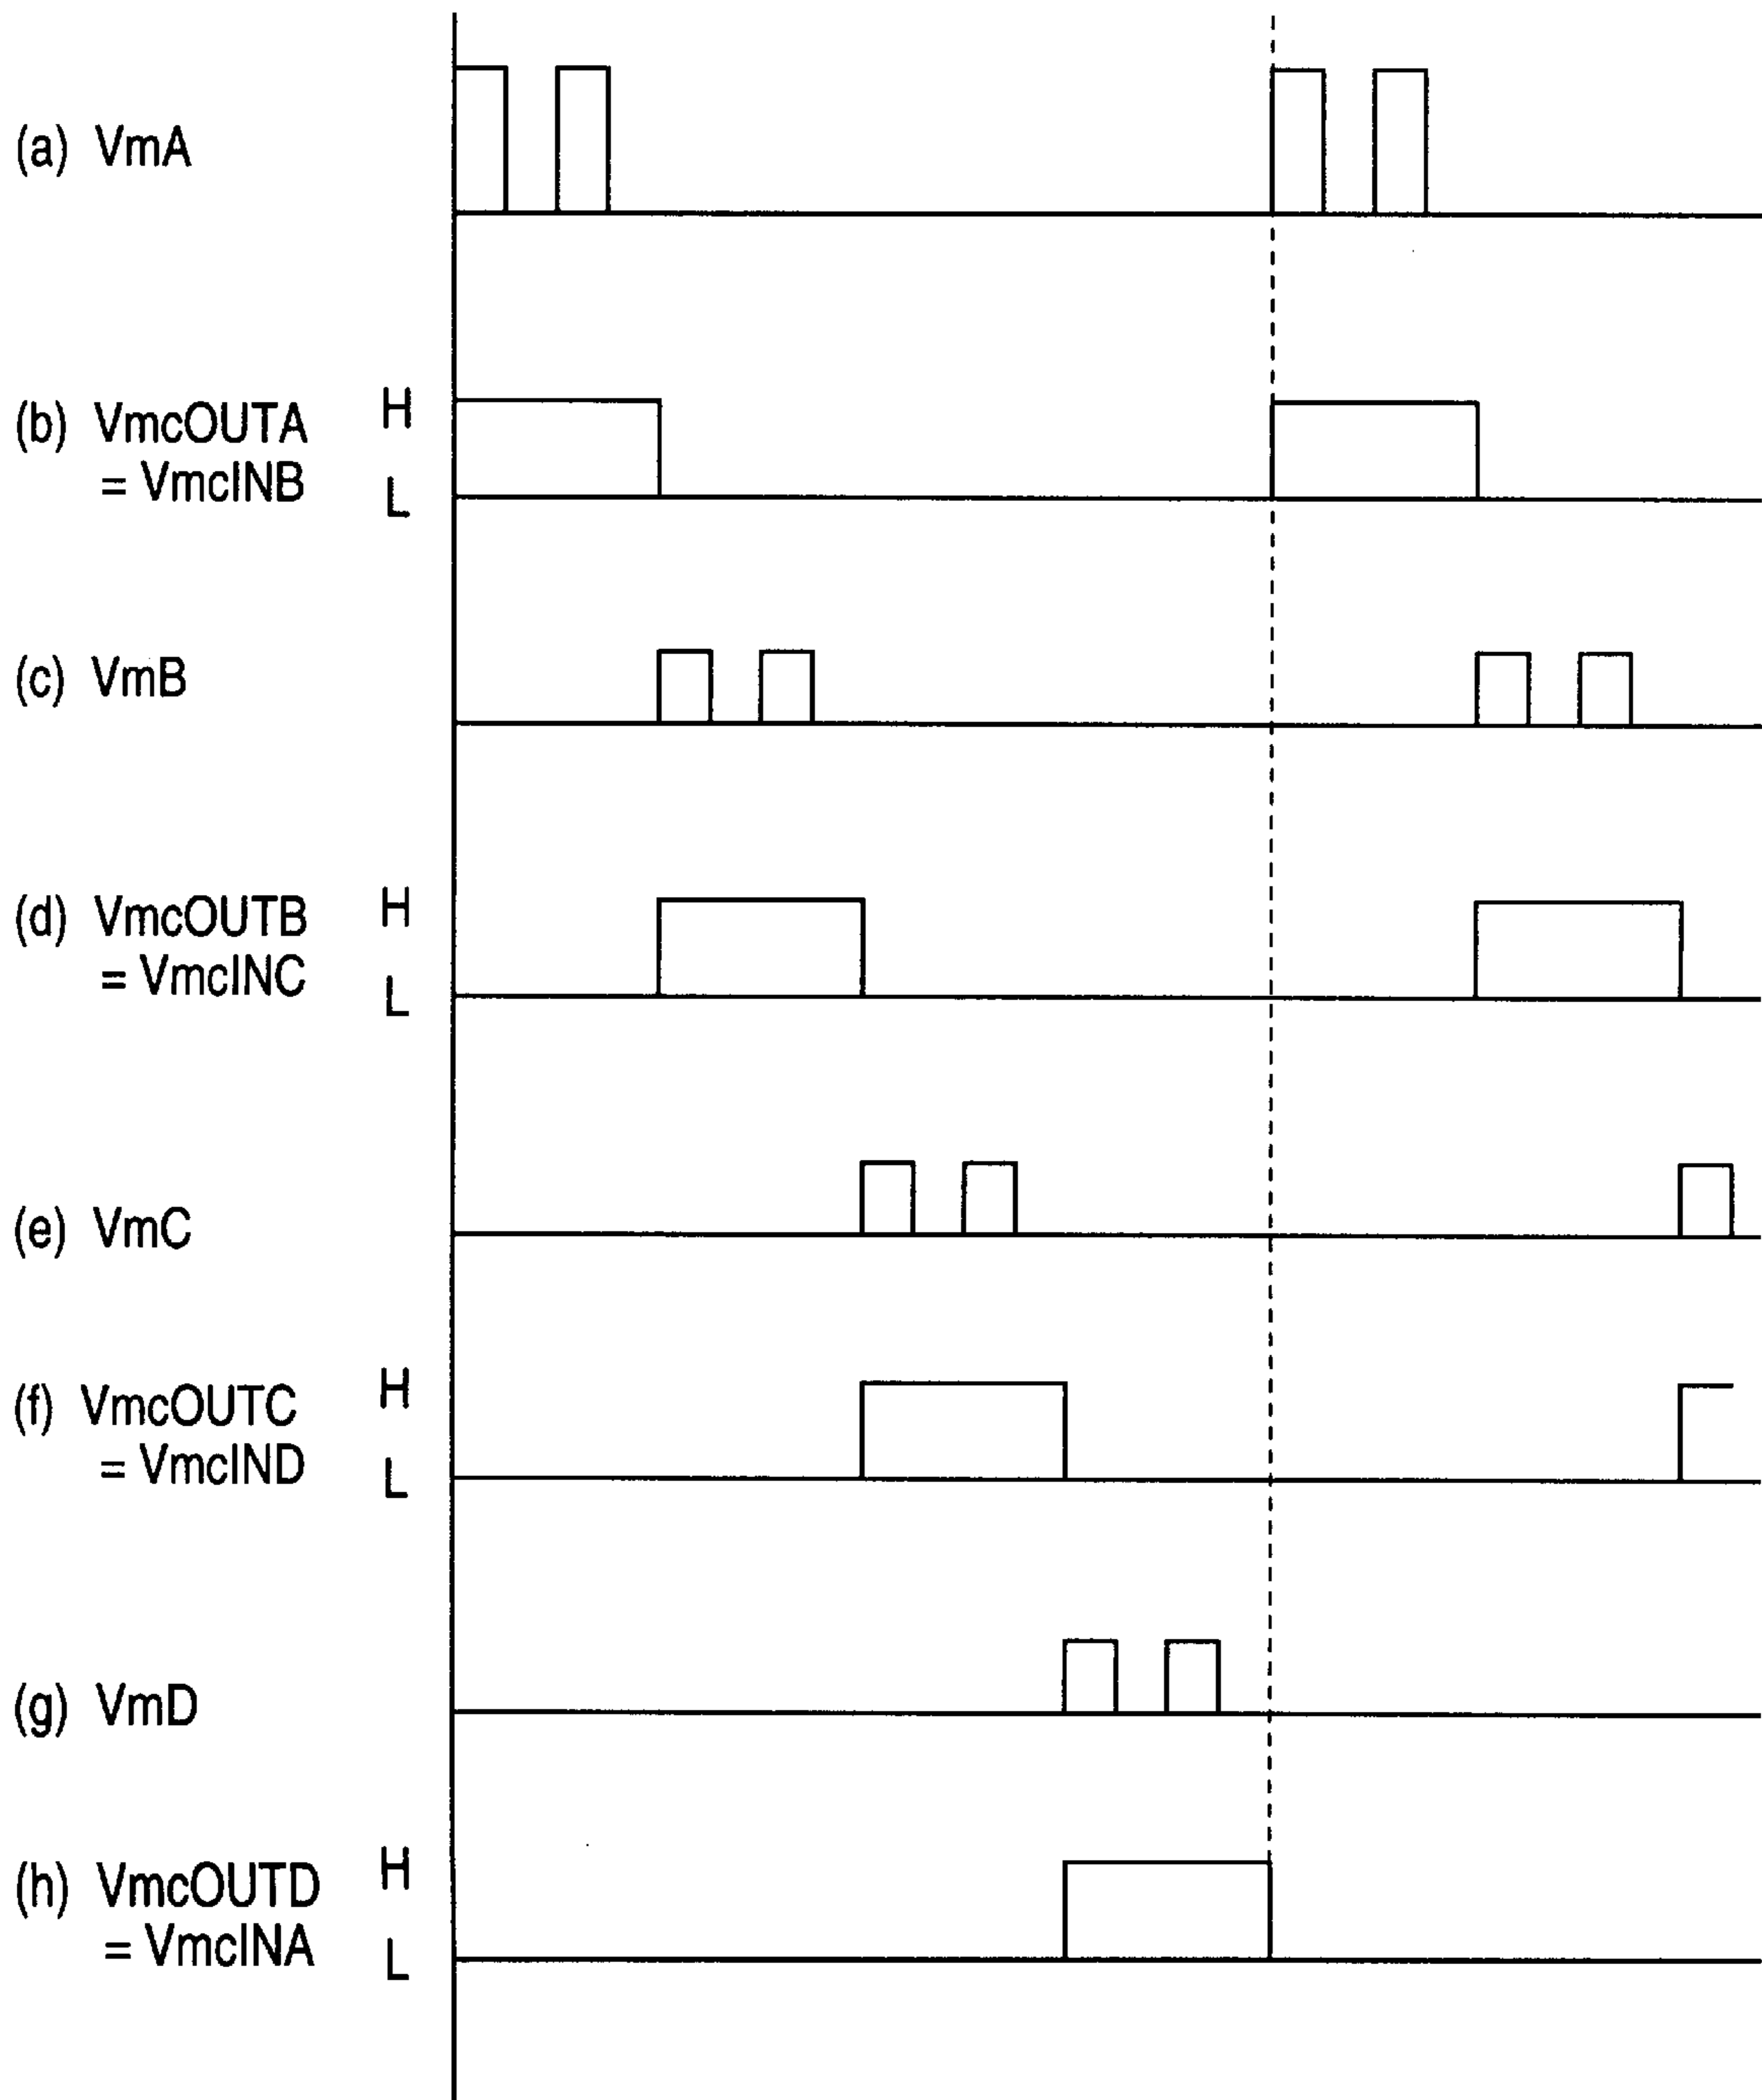 (a) VmA
(b) VmcOUTA H
= VmcINB L
(c) VmB
(d) VmcOUTB H
= VmcINC L
(e) VmC
(f) VmcOUTC H
= VmcIND L
(g) VmD
(h) VmcOUTD H
= VmcINA L